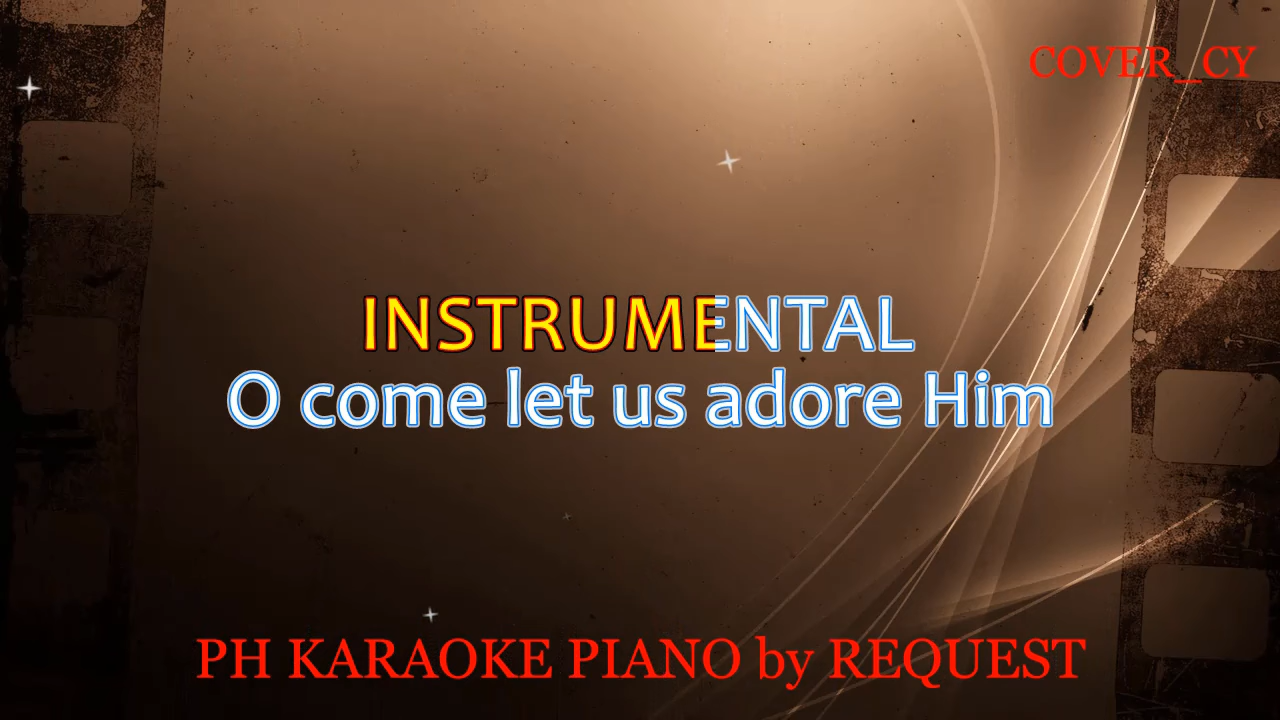 COVER_CY
INSTRUMENTAL
O come let us adore Him
PH KARAOKE PIANO by REQUEST